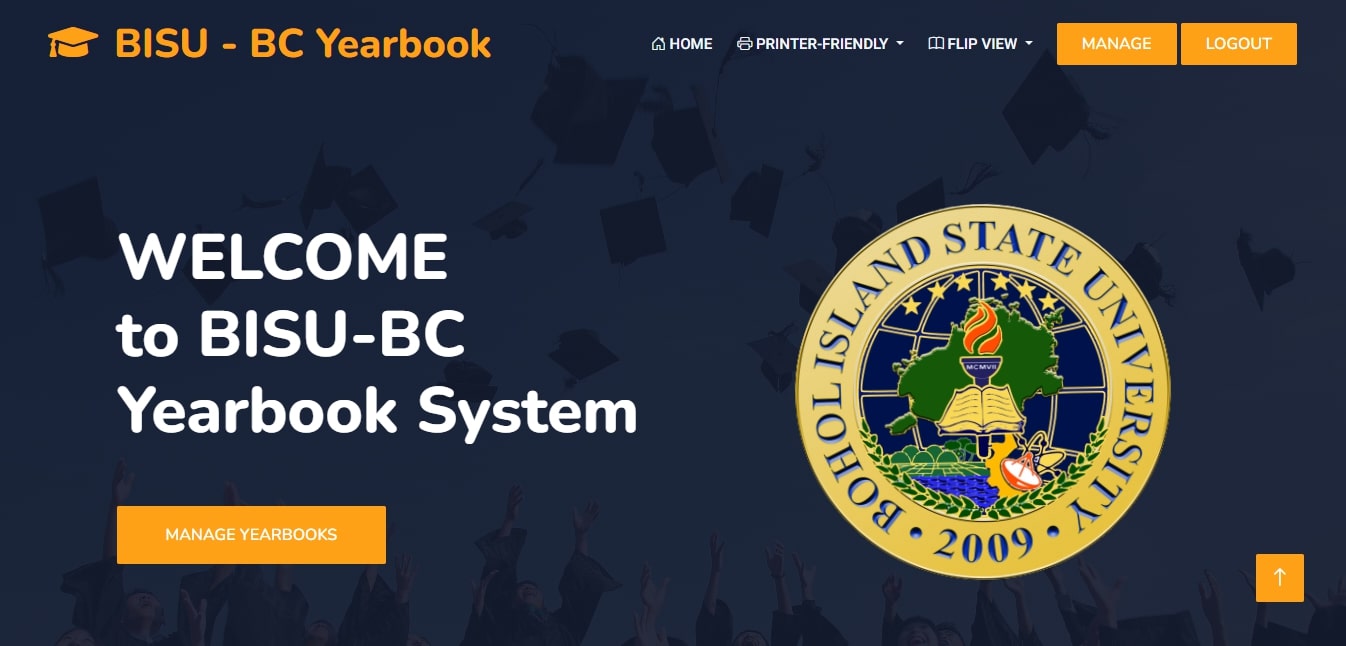 BISU - BC Yearbook
HOME
PRINTER-FRIENDLY
FLIP VIEW
MANAGE
LOGOUT
WELCOME
to BISU-BC
Yearbook System
MANAGE YEARBOOKS
BOHOL ISLAND STATE UNIVERSITY
MCMVII
• 2009 •